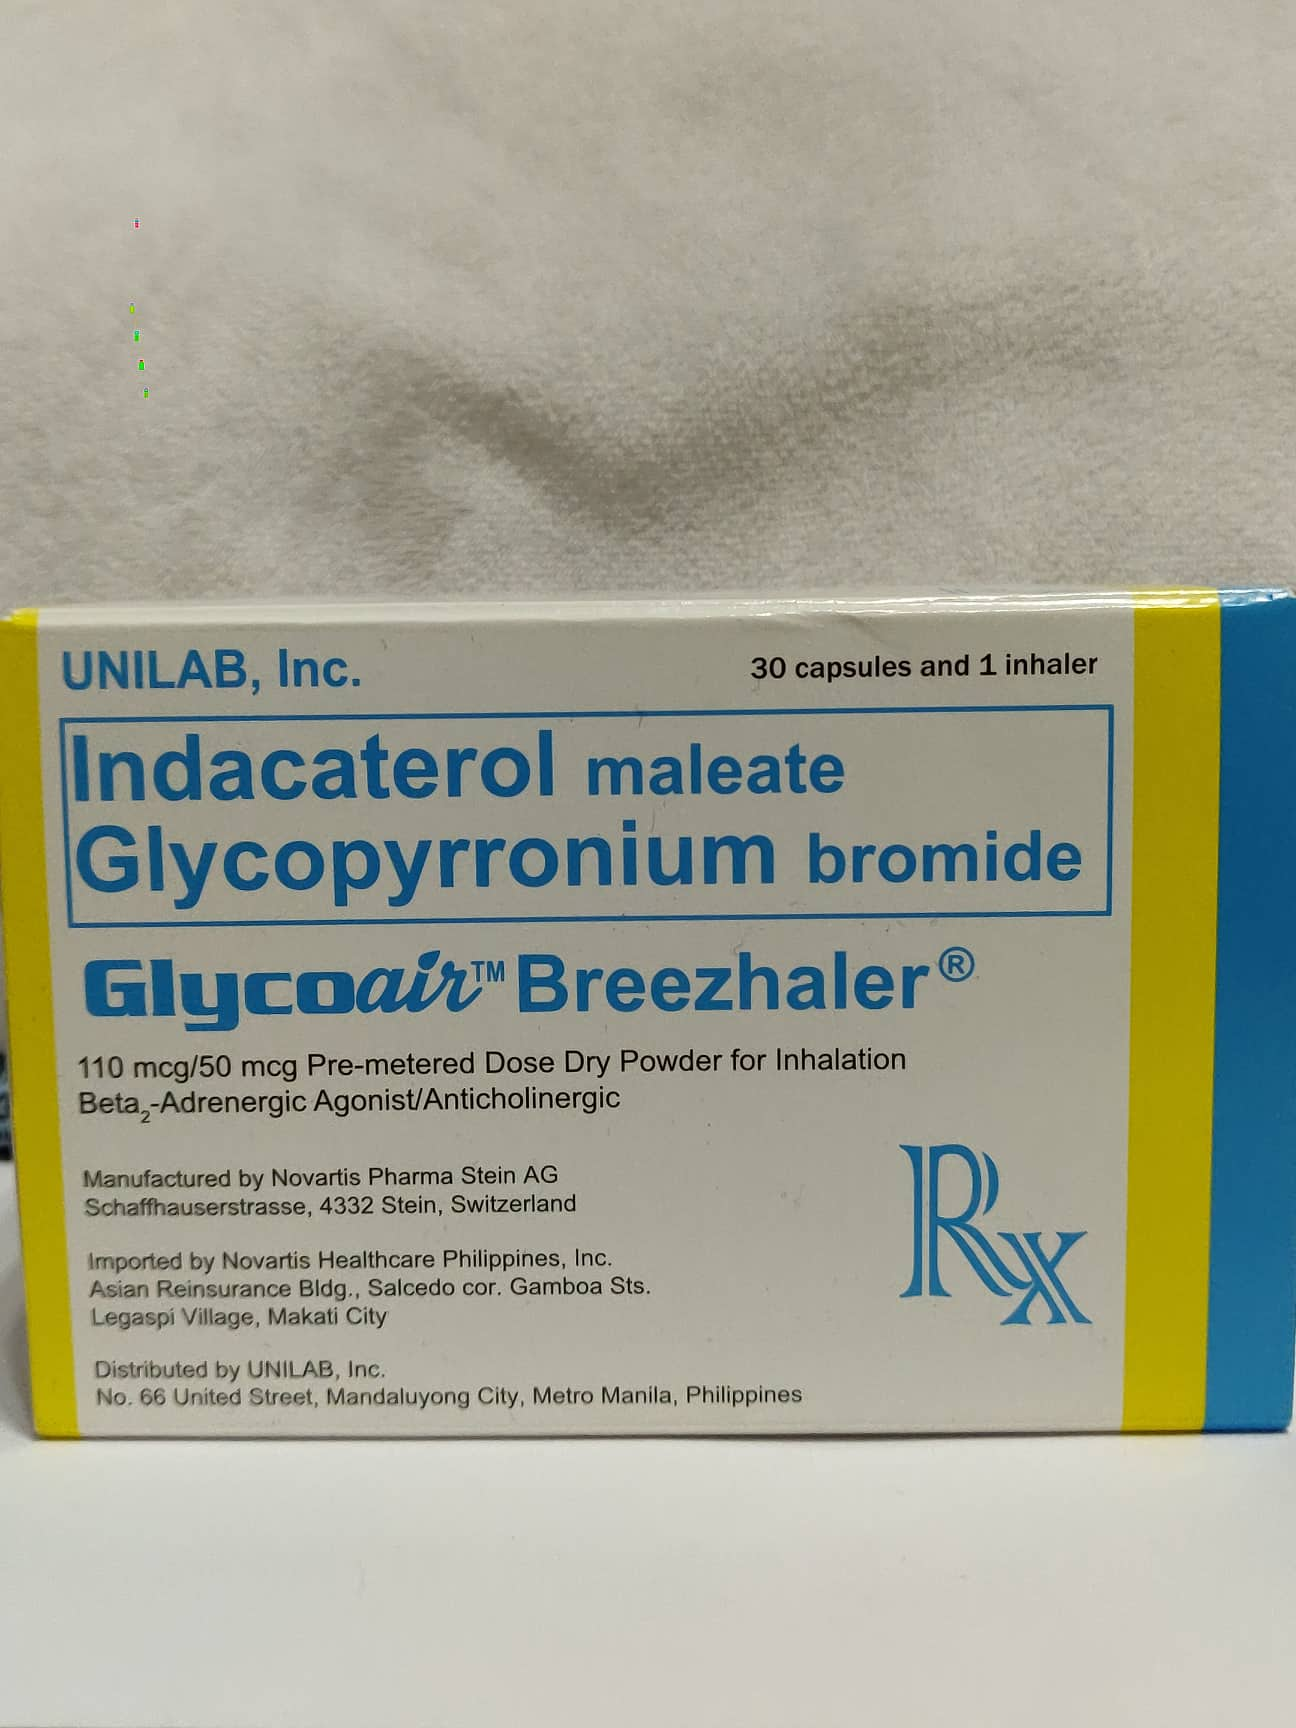 UNILAB, Inc.
30 capsules and 1 inhaler
Indacaterol maleate
Glycopyrronium bromide
Glycoair™ Breezhaler®
110 mcg/50 mcg Pre-metered Dose Dry Powder for Inhalation
Beta₂-Adrenergic Agonist/Anticholinergic
Rx
Manufactured by Novartis Pharma Stein AG
Schaffhauserstrasse, 4332 Stein, Switzerland
Imported by Novartis Healthcare Philippines, Inc.
Asian Reinsurance Bldg., Salcedo cor. Gamboa Sts.
Legaspi Village, Makati City
Distributed by UNILAB, Inc.
No. 66 United Street, Mandaluyong City, Metro Manila, Philippines